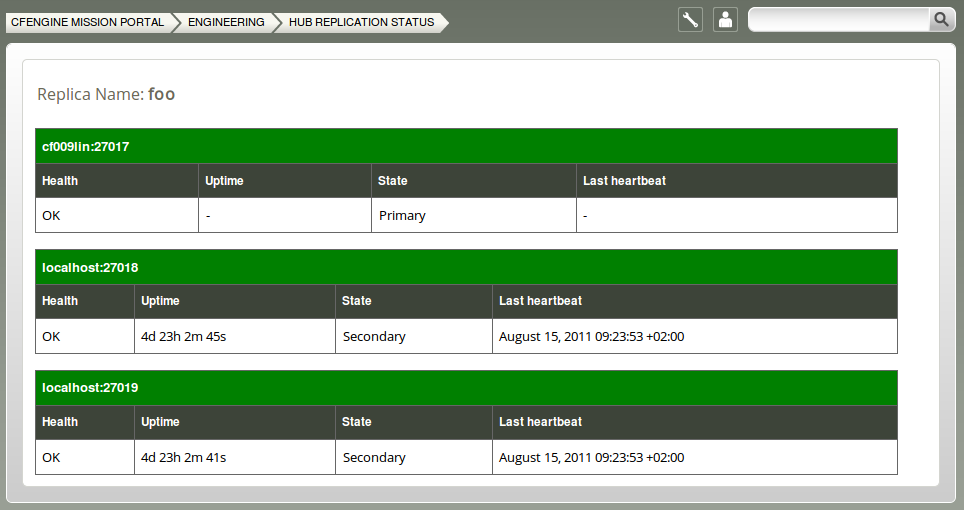 CFENGINE MISSION PORTAL ENGINEERING HUB REPLICATION STATUS
Replica Name: foo
cf009lin:27017
Health Uptime State Last heartbeat
OK - Primary -
localhost:27018
Health Uptime State Last heartbeat
OK 4d 23h 2m 45s Secondary August 15, 2011 09:23:53 +02:00
localhost:27019
Health Uptime State Last heartbeat
OK 4d 23h 2m 41s Secondary August 15, 2011 09:23:53 +02:00